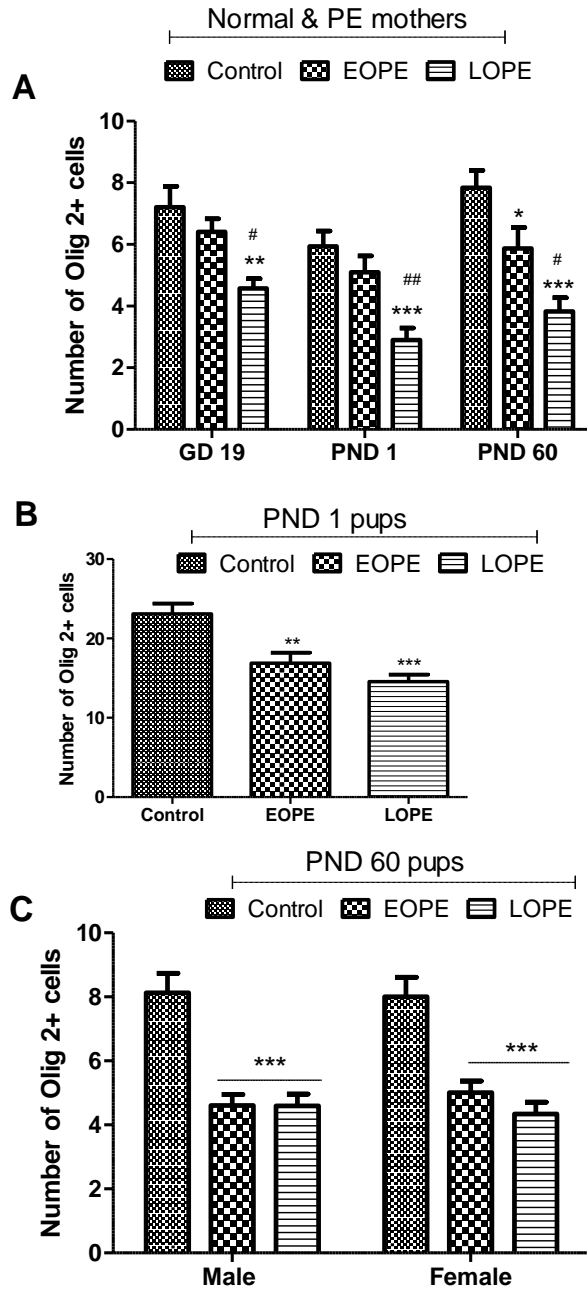 Normal & PE mothers
Control EOPE LOPE
A
Number of Olig 2+ cells
10
8
6
4
2
0
# ** ## *** * # ***
GD 19 PND 1 PND 60
B
PND 1 pups
Control EOPE LOPE
Number of Olig 2+ cells
30
20
10
0
** ***
Control EOPE LOPE
PND 60 pups
C
Control EOPE LOPE
Number of Olig 2+ cells
10
8
6
4
2
0
*** ***
Male Female